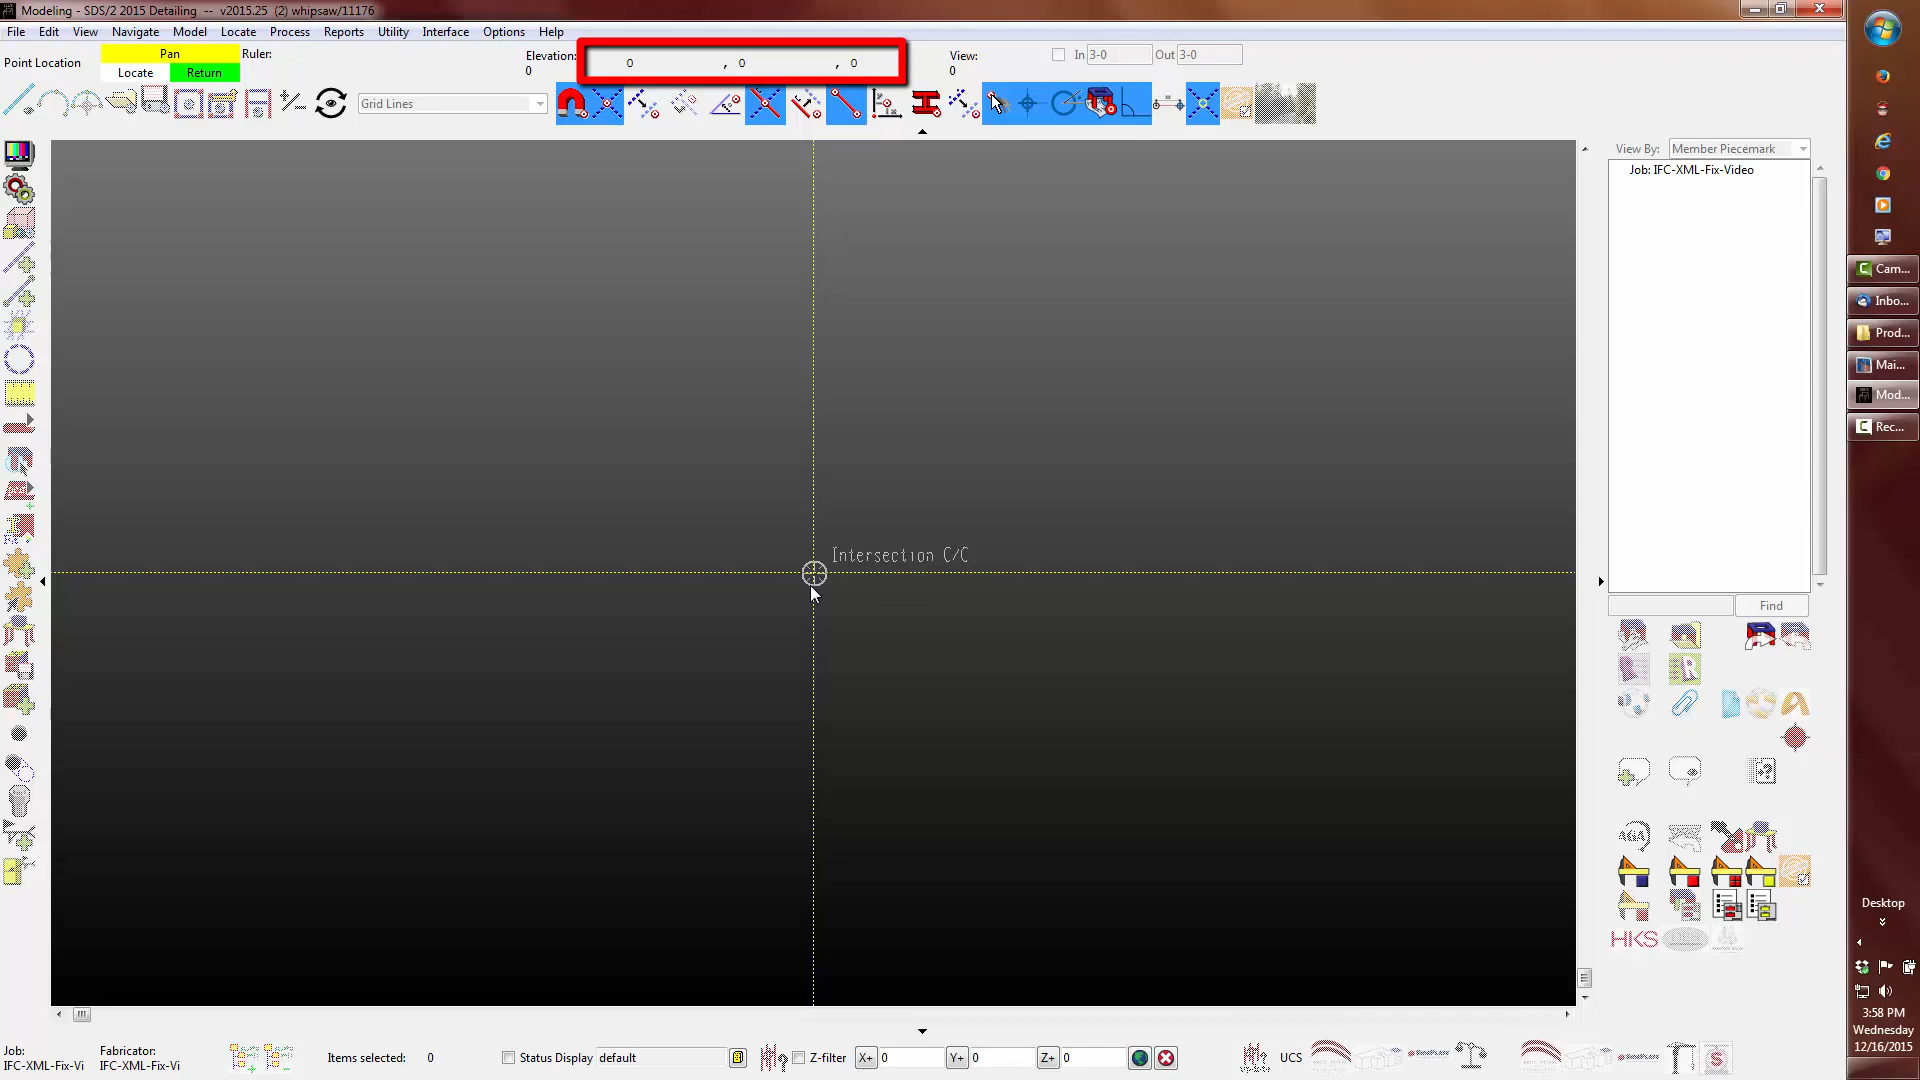 Modeling - SDS/2 2015 Detailing -- v2015.25 (2) whipsaw/11176
File Edit View Navigate Model Locate Process Reports Utility Interface Options Help
Point Location
Pan
Locate Return
Ruler:
Elevation:
0
0 , 0 , 0
View:
0
In 3-0 Out 3-0
Grid Lines
View By: Member Piecemark
Job: IFC-XML-Fix-Video
Intersection C/C
Find
AGA
R
HKS
Cam...
Inbo...
Prod...
Mai...
Mod...
Rec...
Desktop
3:58 PM
Wednesday
12/16/2015
Job:
IFC-XML-Fix-Vi
Fabricator:
IFC-XML-Fix-Vi
Items selected: 0
Status Display default
Z-filter X+ 0 Y+ 0 Z+ 0
UCS